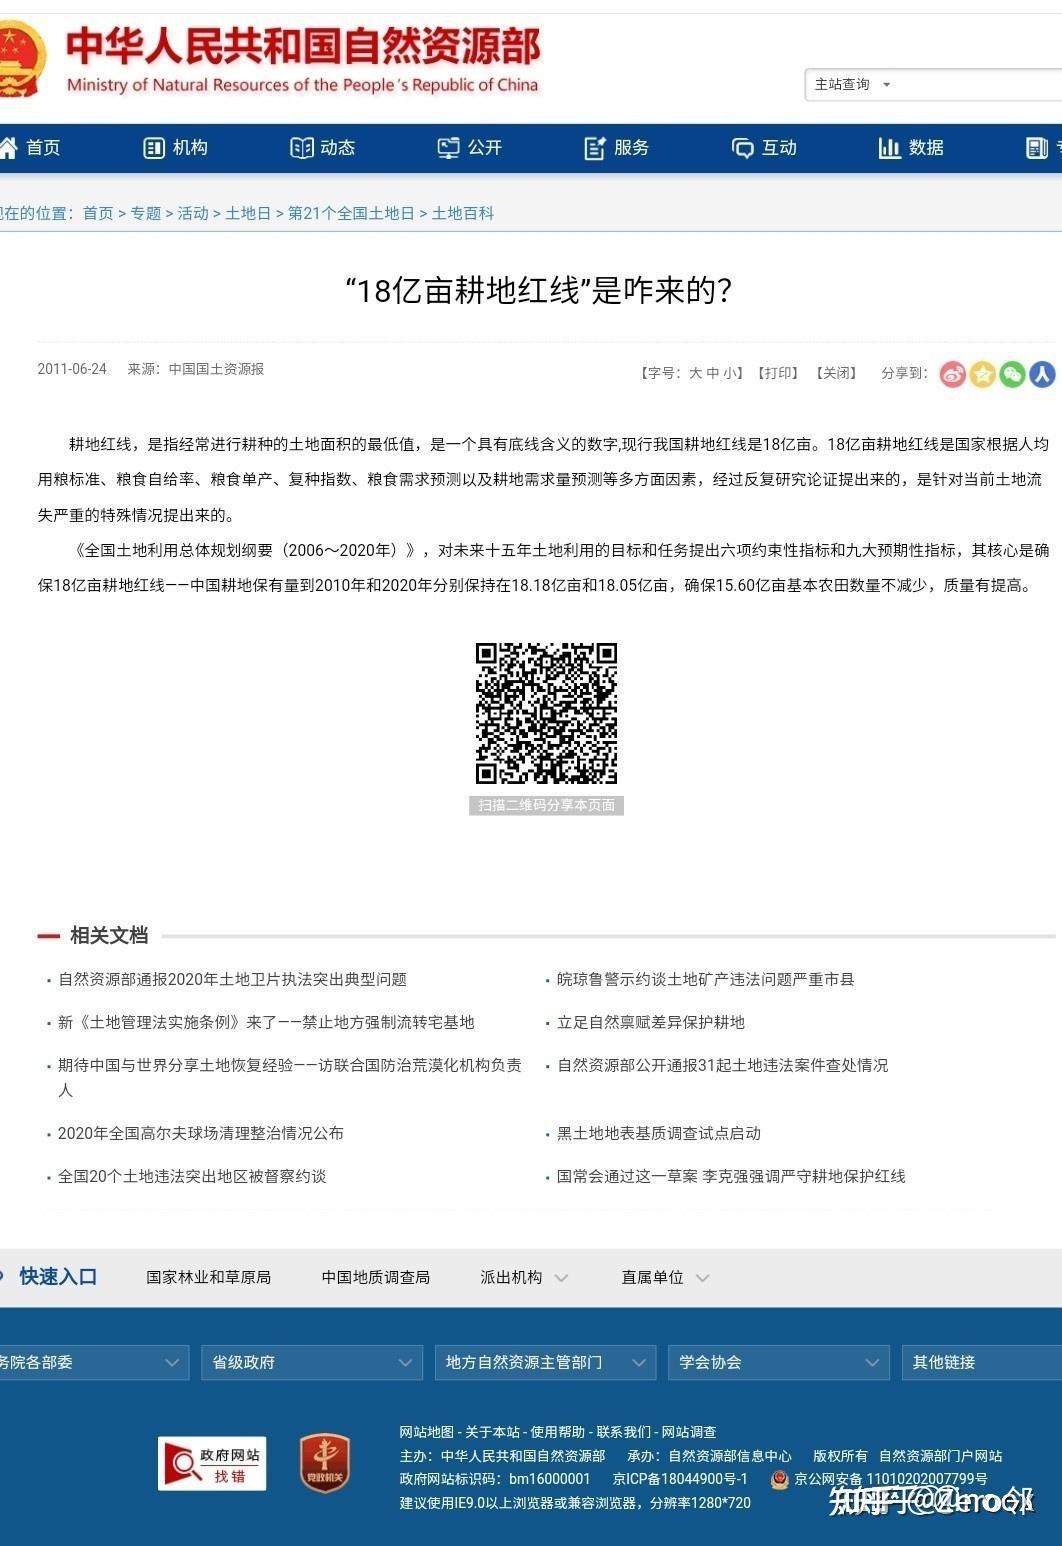 中华人民共和国自然资源部
Ministry of Natural Resources of the People's Republic of China
主站查询
首页 机构 动态 公开 服务 互动 数据
在的位置：首页 > 专题 > 活动 > 土地日 > 第21个全国土地日 > 土地百科
“18亿亩耕地红线”是咋来的？
2011-06-24 来源：中国国土资源报
【字号：大 中 小】【打印】【关闭】 分享到：
耕地红线，是指经常进行耕种的土地面积的最低值，是一个具有底线含义的数字,现行我国耕地红线是18亿亩。18亿亩耕地红线是国家根据人均
用粮标准、粮食自给率、粮食单产、复种指数、粮食需求预测以及耕地需求量预测等多方面因素，经过反复研究论证提出来的，是针对当前土地流
失严重的特殊情况提出来的。
《全国土地利用总体规划纲要（2006～2020年）》，对未来十五年土地利用的目标和任务提出六项约束性指标和九大预期性指标，其核心是确
保18亿亩耕地红线——中国耕地保有量到2010年和2020年分别保持在18.18亿亩和18.05亿亩，确保15.60亿亩基本农田数量不减少，质量有提高。
扫描二维码分享本页面
相关文档
自然资源部通报2020年土地卫片执法突出典型问题
皖琼鲁警示约谈土地矿产违法问题严重市县
新《土地管理法实施条例》来了——禁止地方强制流转宅基地
立足自然禀赋差异保护耕地
期待中国与世界分享土地恢复经验——访联合国防治荒漠化机构负责
人
自然资源部公开通报31起土地违法案件查处情况
2020年全国高尔夫球场清理整治情况公布
黑土地地表基质调查试点启动
全国20个土地违法突出地区被督察约谈
国常会通过这一草案 李克强强调严守耕地保护红线
快速入口 国家林业和草原局 中国地质调查局 派出机构 直属单位
务院各部委 省级政府 地方自然资源主管部门 学会协会 其他链接
政府网站
找错
党政机关
网站地图 - 关于本站 - 使用帮助 - 联系我们 - 网站调查
主办：中华人民共和国自然资源部 承办：自然资源部信息中心 版权所有 自然资源部门户网站
政府网站标识码：bm16000001 京ICP备18044900号-1 京公网安备 11010202007799号
建议使用IE9.0以上浏览器或兼容浏览器，分辨率1280*720